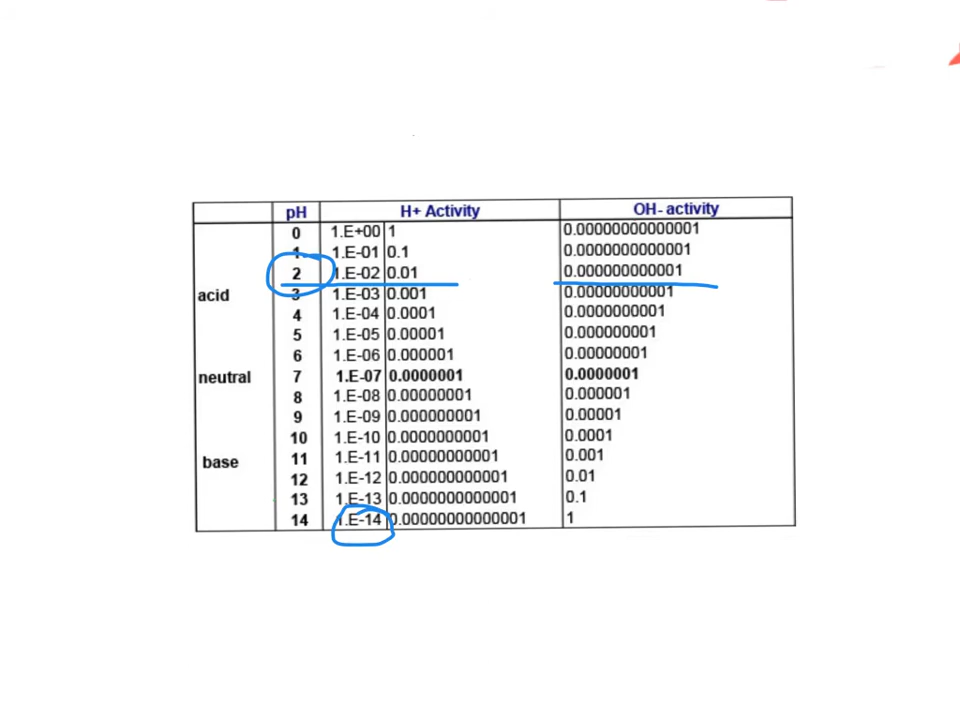 pH H+ Activity OH- activity
0 1.E+00 1 0.00000000000001
1 1.E-01 0.1 0.0000000000001
2 1.E-02 0.01 0.000000000001
acid 3 1.E-03 0.001 0.00000000001
4 1.E-04 0.0001 0.0000000001
5 1.E-05 0.00001 0.000000001
6 1.E-06 0.000001 0.00000001
neutral 7 1.E-07 0.0000001 0.0000001
8 1.E-08 0.00000001 0.000001
9 1.E-09 0.000000001 0.00001
10 1.E-10 0.0000000001 0.0001
base 11 1.E-11 0.00000000001 0.001
12 1.E-12 0.000000000001 0.01
13 1.E-13 0.0000000000001 0.1
14 1.E-14 0.00000000000001 1